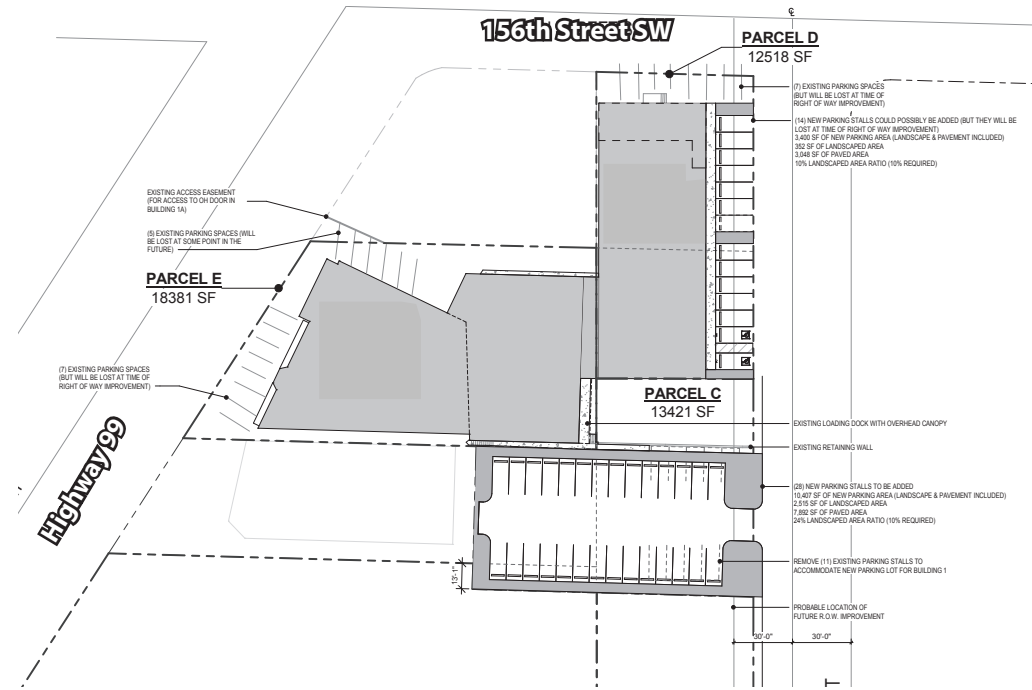 156th Street SW
℄
PARCEL D
12518 SF
(7) EXISTING PARKING SPACES
(BUT WILL BE LOST AT TIME OF
RIGHT OF WAY IMPROVEMENT)
(14) NEW PARKING STALLS COULD POSSIBLY BE ADDED (BUT THEY WILL BE
LOST AT TIME OF RIGHT OF WAY IMPROVEMENT)
3,400 SF OF NEW PARKING AREA (LANDSCAPE & PAVEMENT INCLUDED)
352 SF OF LANDSCAPED AREA
3,048 SF OF PAVED AREA
10% LANDSCAPED AREA RATIO (10% REQUIRED)
EXISTING ACCESS EASEMENT
(FOR ACCESS TO OH DOOR IN
BUILDING 1A)
(5) EXISTING PARKING SPACES (WILL
BE LOST AT SOME POINT IN THE
FUTURE)
PARCEL E
18381 SF
(7) EXISTING PARKING SPACES
(BUT WILL BE LOST AT TIME OF
RIGHT OF WAY IMPROVEMENT)
Highway 99
PARCEL C
13421 SF
EXISTING LOADING DOCK WITH OVERHEAD CANOPY
EXISTING RETAINING WALL
(28) NEW PARKING STALLS TO BE ADDED
10,407 SF OF NEW PARKING AREA (LANDSCAPE & PAVEMENT INCLUDED)
2,515 SF OF LANDSCAPED AREA
7,892 SF OF PAVED AREA
24% LANDSCAPED AREA RATIO (10% REQUIRED)
REMOVE (11) EXISTING PARKING STALLS TO
ACCOMMODATE NEW PARKING LOT FOR BUILDING 1
13'-1"
PROBABLE LOCATION OF
FUTURE R.O.W. IMPROVEMENT
30'-0"
30'-0"